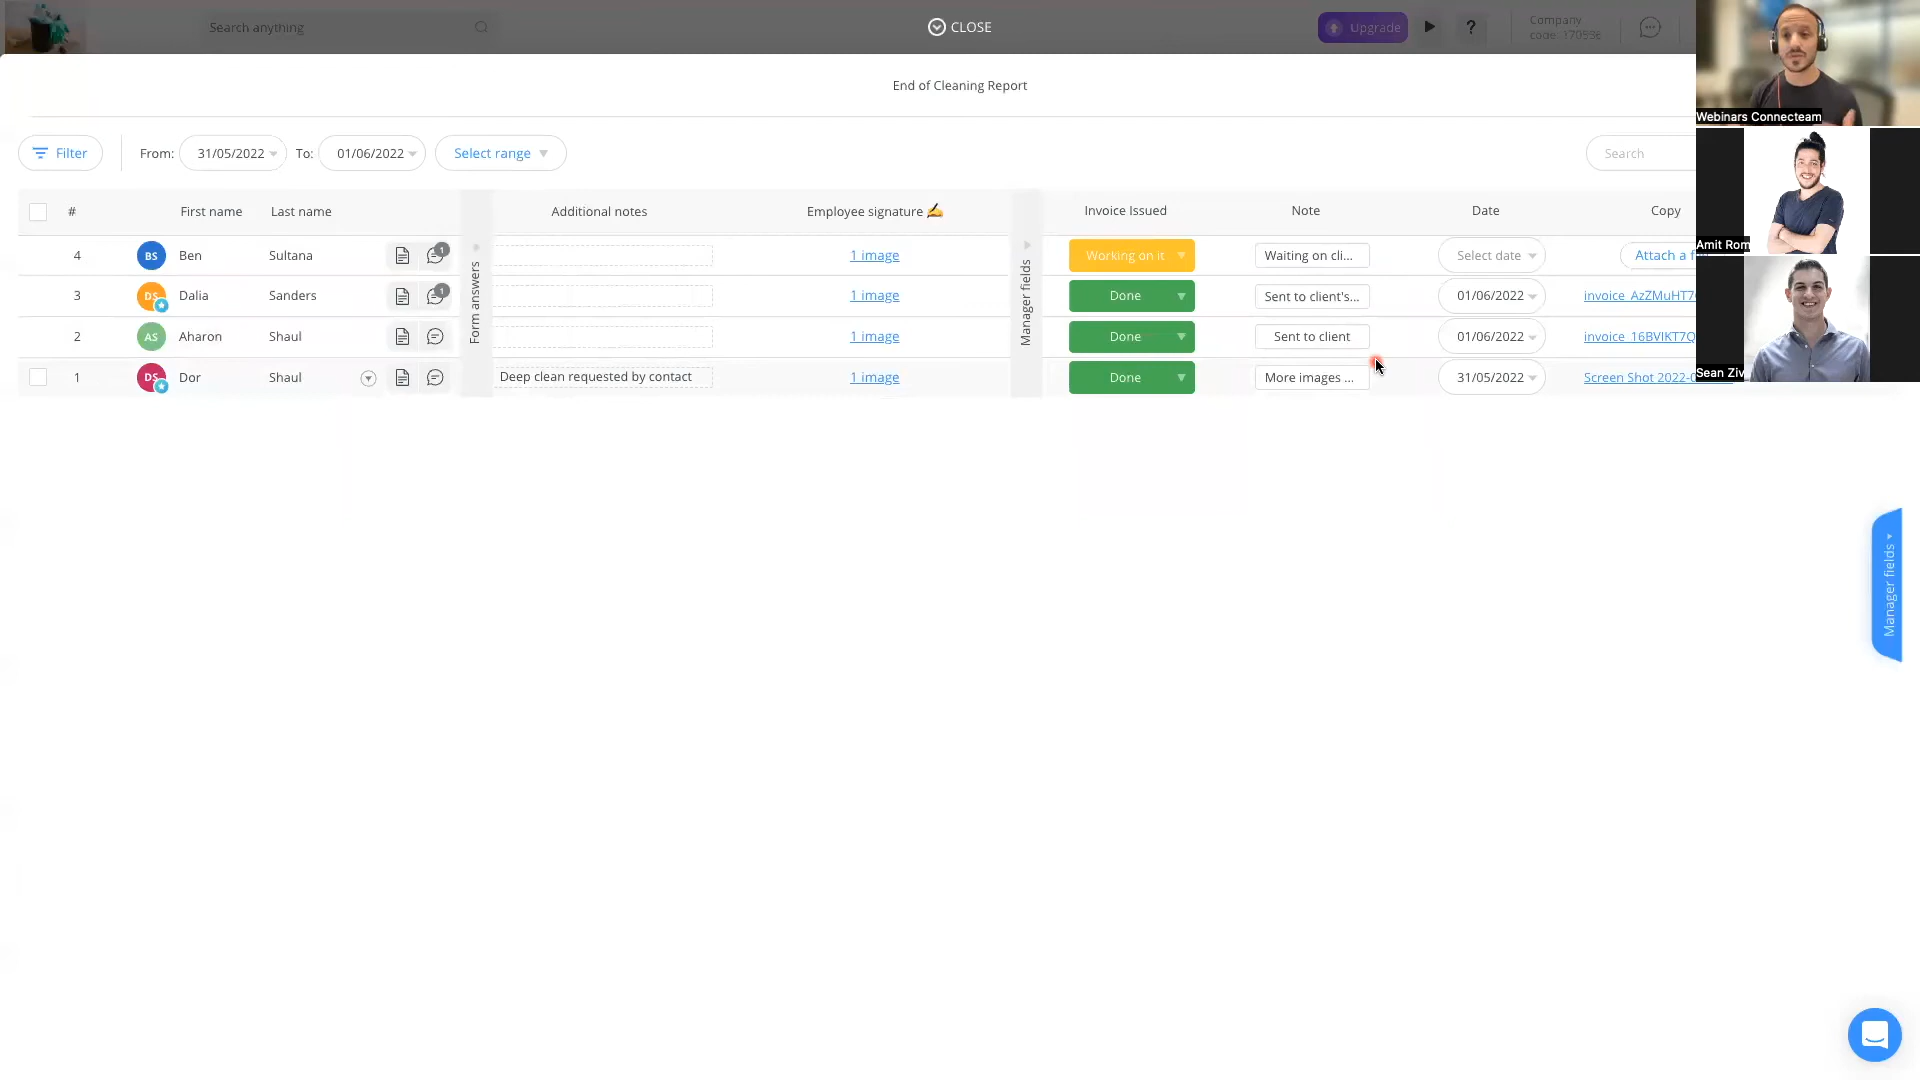 Search anything
CLOSE
Upgrade
?
Company
code
Webinars Connecteam
End of Cleaning Report
Filter
From: 31/05/2022 To: 01/06/2022 Select range
Search
# First name Last name Additional notes Employee signature ✍ Invoice Issued Note Date Copy
Form answers
Manager fields
4 BS Ben Sultana 1 1 image Working on it Waiting on cli... Select date Attach a
3 DS Dalia Sanders 1 1 image Done Sent to client's... 01/06/2022 invoice_AzZMuHT7
2 AS Aharon Shaul 1 image Done Sent to client 01/06/2022 invoice_16BVIKT7Q
1 DS Dor Shaul Deep clean requested by contact 1 image Done More images ... 31/05/2022 Screen Shot 2022-
Amit Rom
Sean Ziv
Manager fields